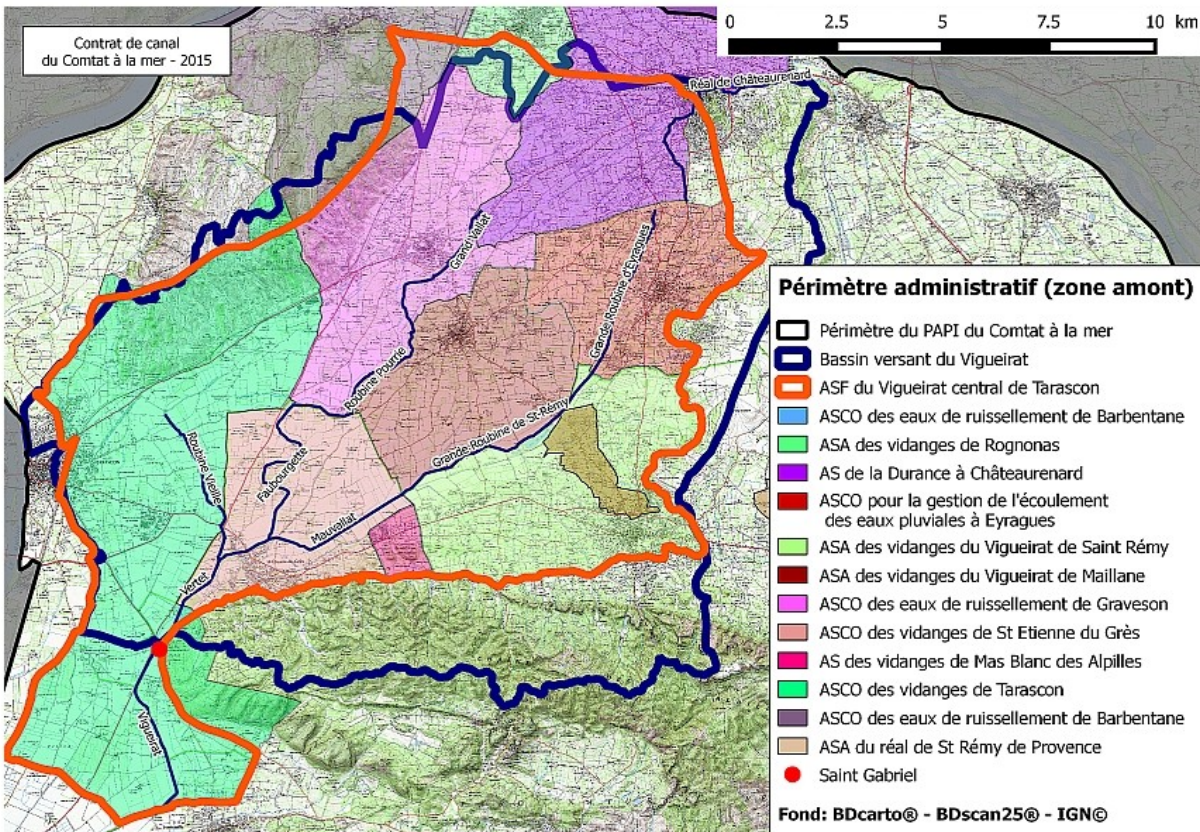 Contrat de canal
du Comtat à la mer - 2015
0 2.5 5 7.5 10 km
Réal de Châteaurenard
Grand Vallat
Grande Roubine d'Eyragues
Roubine Pourrie
Grande Roubine de St-Rémy
Roubine Vieille
Faubourgette
Mauvallat
Vertet
Vigueirat
Périmètre administratif (zone amont)
Périmètre du PAPI du Comtat à la mer
Bassin versant du Vigueirat
ASF du Vigueirat central de Tarascon
ASCO des eaux de ruissellement de Barbentane
ASA des vidanges de Rognonas
AS de la Durance à Châteaurenard
ASCO pour la gestion de l'écoulement
des eaux pluviales à Eyragues
ASA des vidanges du Vigueirat de Saint Rémy
ASA des vidanges du Vigueirat de Maillane
ASCO des eaux de ruissellement de Graveson
ASCO des vidanges de St Etienne du Grès
AS des vidanges de Mas Blanc des Alpilles
ASCO des vidanges de Tarascon
ASCO des eaux de ruissellement de Barbentane
ASA du réal de St Rémy de Provence
Saint Gabriel
Fond: BDcarto® - BDscan25® - IGN©